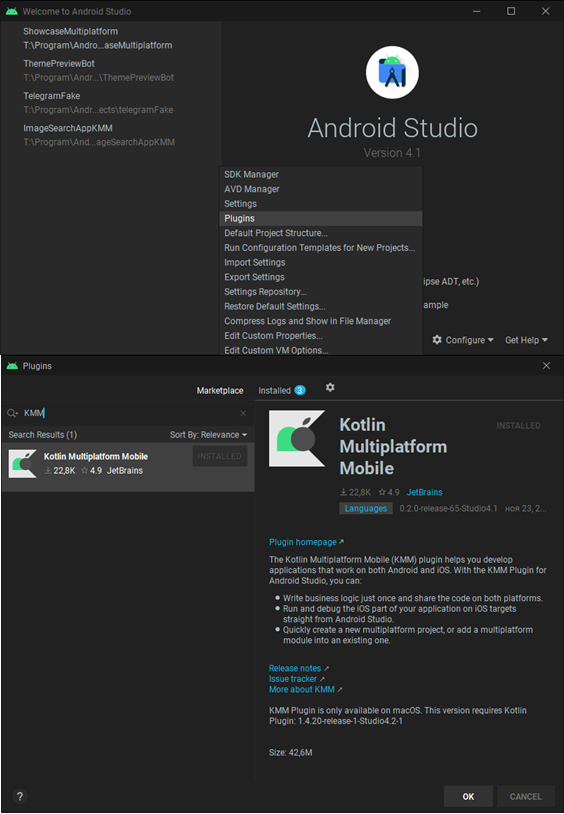 Welcome to Android Studio
ShowcaseMultiplatform
T:\Program\Andro...aseMultiplatform
ThemePreviewBot
T:\Program\Andr...\ThemePreviewBot
TelegramFake
T:\Program\Andr...ects\telegramFake
ImageSearchAppKMM
T:\Program\And...ageSearchAppKMM
Android Studio
Version 4.1
SDK Manager
AVD Manager
Settings
Plugins
Default Project Structure...
Run Configuration Templates for New Projects...
Import Settings
Export Settings
Settings Repository...
Restore Default Settings...
Compress Logs and Show in File Manager
Edit Custom Properties...
Edit Custom VM Options...
ipse ADT, etc.)
ample
Configure
Get Help
Plugins
Marketplace
Installed 3
KMM
Search Results (1)
Sort By: Relevance
Kotlin Multiplatform Mobile
22,8K 4.9 JetBrains
INSTALLED
Kotlin
Multiplatform
Mobile
INSTALLED
22,8K 4.9 JetBrains
Languages 0.2.0-release-65-Studio4.1 ноя 23, 2...
Plugin homepage ↗
The Kotlin Multiplatform Mobile (KMM) plugin helps you develop
applications that work on both Android and iOS. With the KMM Plugin for
Android Studio, you can:
● Write business logic just once and share the code on both platforms.
● Run and debug the iOS part of your application on iOS targets
straight from Android Studio.
● Quickly create a new multiplatform project, or add a multiplatform
module into an existing one.
Release notes ↗
Issue tracker ↗
More about KMM ↗
KMM Plugin is only available on macOS. This version requires Kotlin
Plugin: 1.4.20-release-1-Studio4.2-1
Size: 42,6M
?
OK
CANCEL